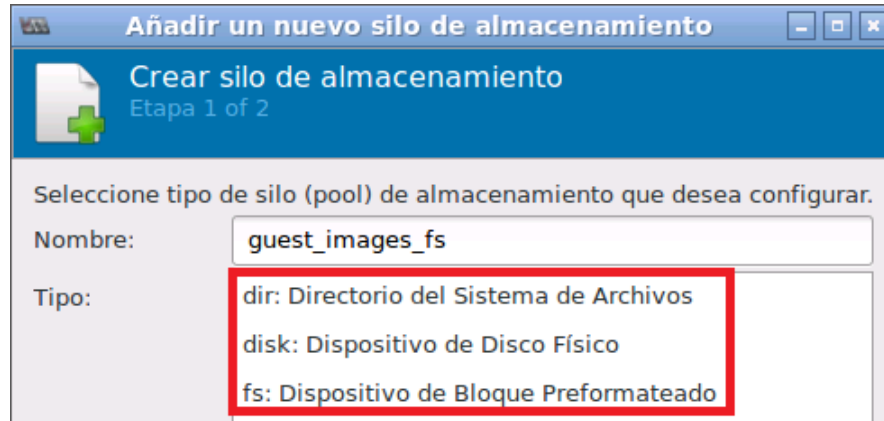 Añadir un nuevo silo de almacenamiento
Crear silo de almacenamiento
Etapa 1 of 2
Seleccione tipo de silo (pool) de almacenamiento que desea configurar.
Nombre: guest_images_fs
Tipo: dir: Directorio del Sistema de Archivos
disk: Dispositivo de Disco Físico
fs: Dispositivo de Bloque Preformateado